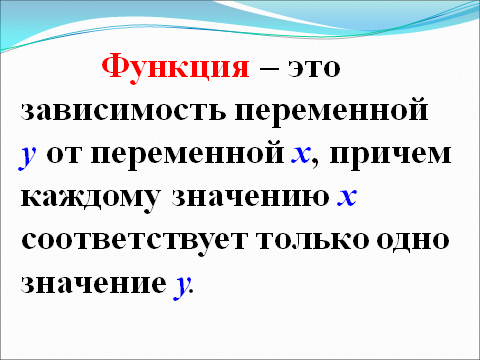 Функция – это
зависимость переменной
у от переменной х, причем
каждому значению х
соответствует только одно
значение у.